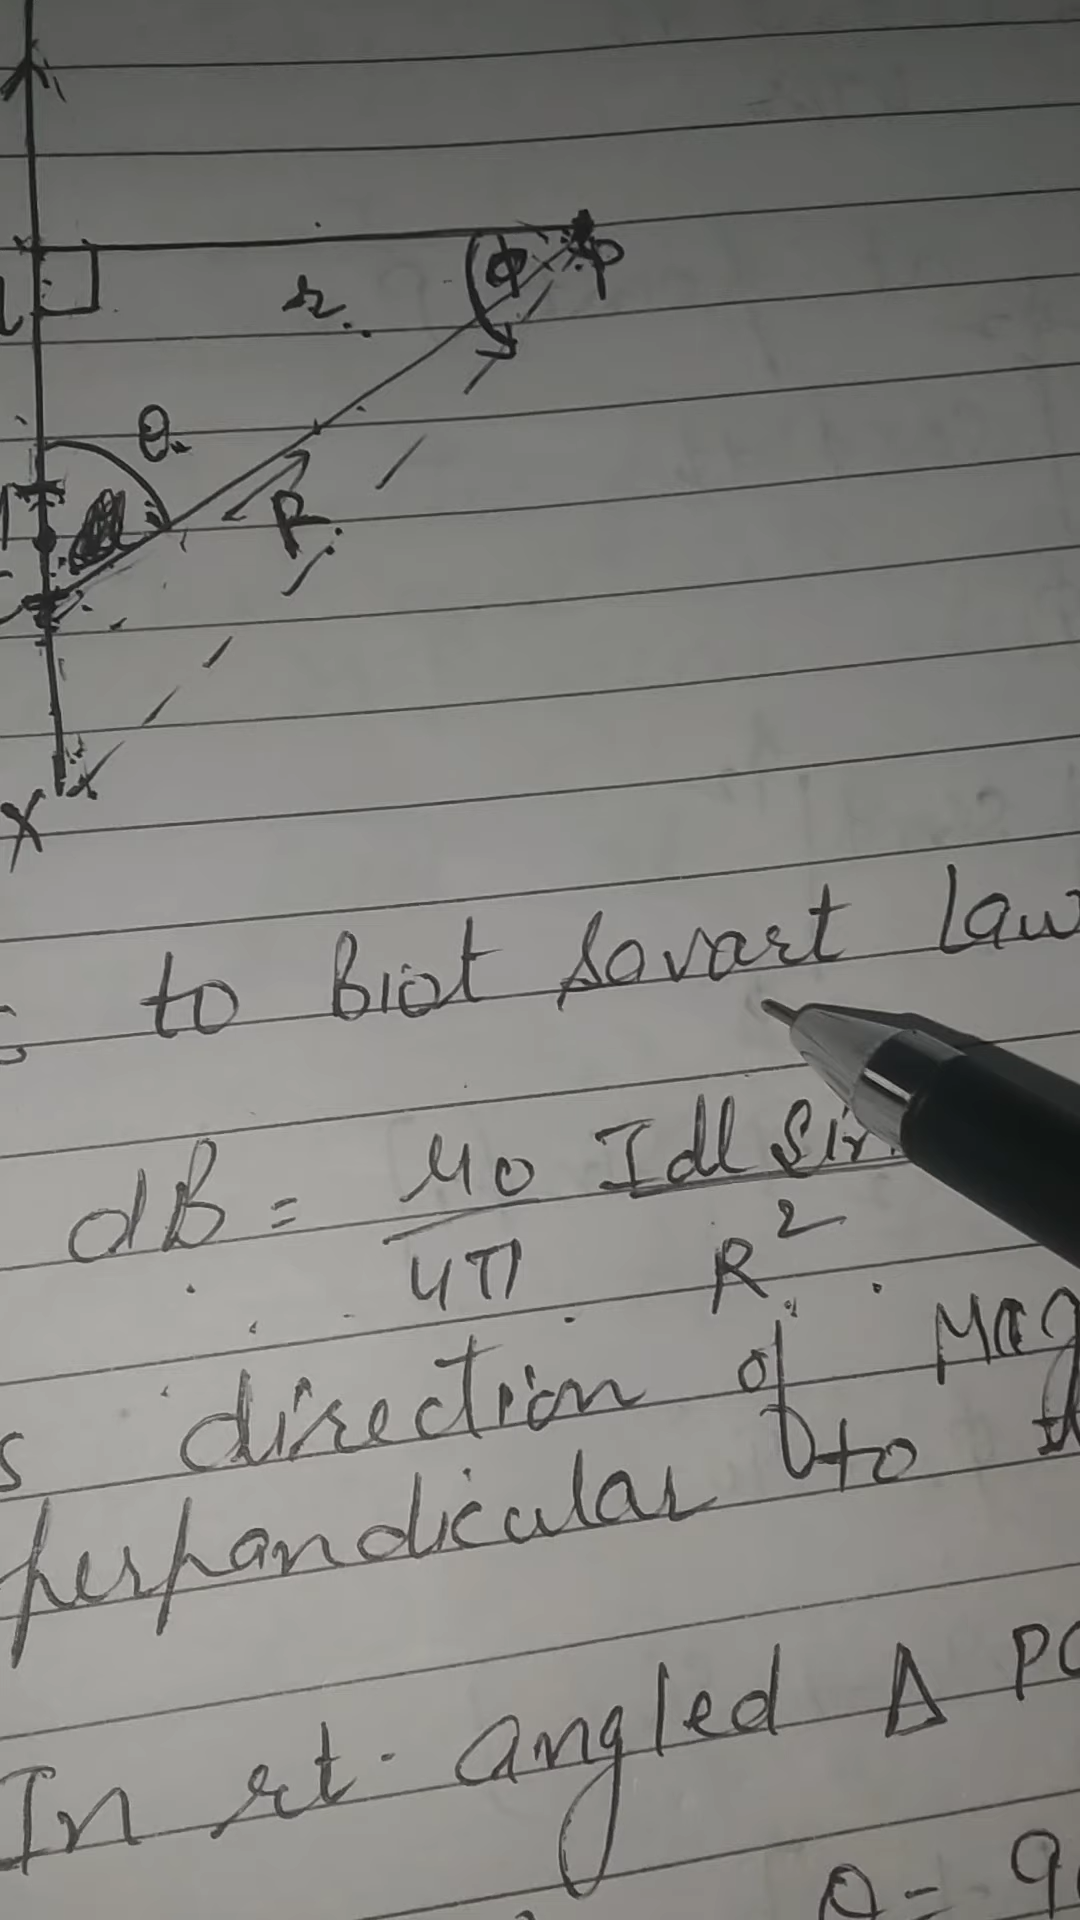 φ
P
r
θ
R
X
to Biot Savart Law
dB = μ0 Idl Sin
4π R²
direction of Mag
perpandicular to
In rt. angled Δ
θ =